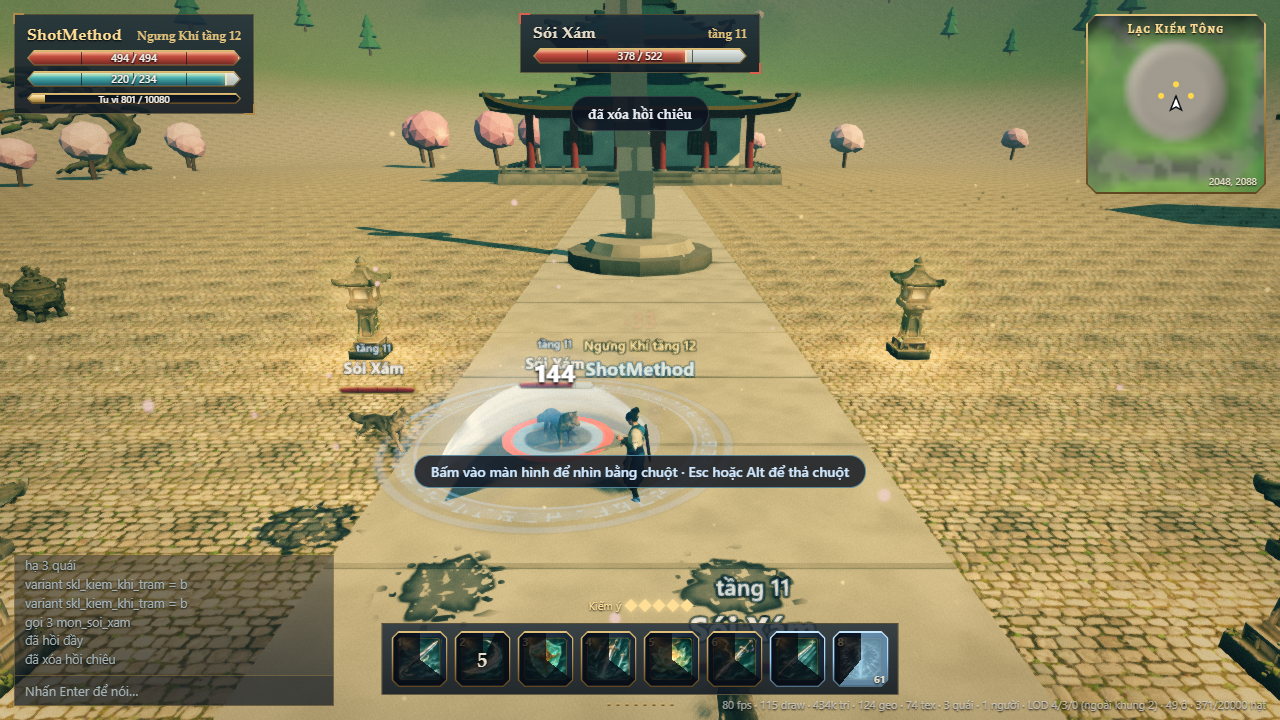 ShotMethod Ngưng Khí tầng 12
494 / 494
220 / 234
Tu vi 801 / 10080
Sói Xám tầng 11
378 / 522
đã xóa hồi chiêu
LẠC KIẾM TÔNG
2048, 2088
tầng 11
Sói Xám
tầng 11
Sói Xám
Ngưng Khí tầng 12
ShotMethod
144
Bấm vào màn hình để nhìn bằng chuột · Esc hoặc Alt để thả chuột
hạ 3 quái
variant skl_kiem_khi_tram = b
variant skl_kiem_khi_tram = b
gọi 3 mon_soi_xam
đã hồi đầy
đã xóa hồi chiêu
Nhấn Enter để nói...
tầng 11
Sói Xám
Kiếm ý
5
61
80 fps · 115 draw · 434k tri · 124 geo · 74 tex · 3 quái · 1 người · LOD 4/370 (ngoài khung 2)